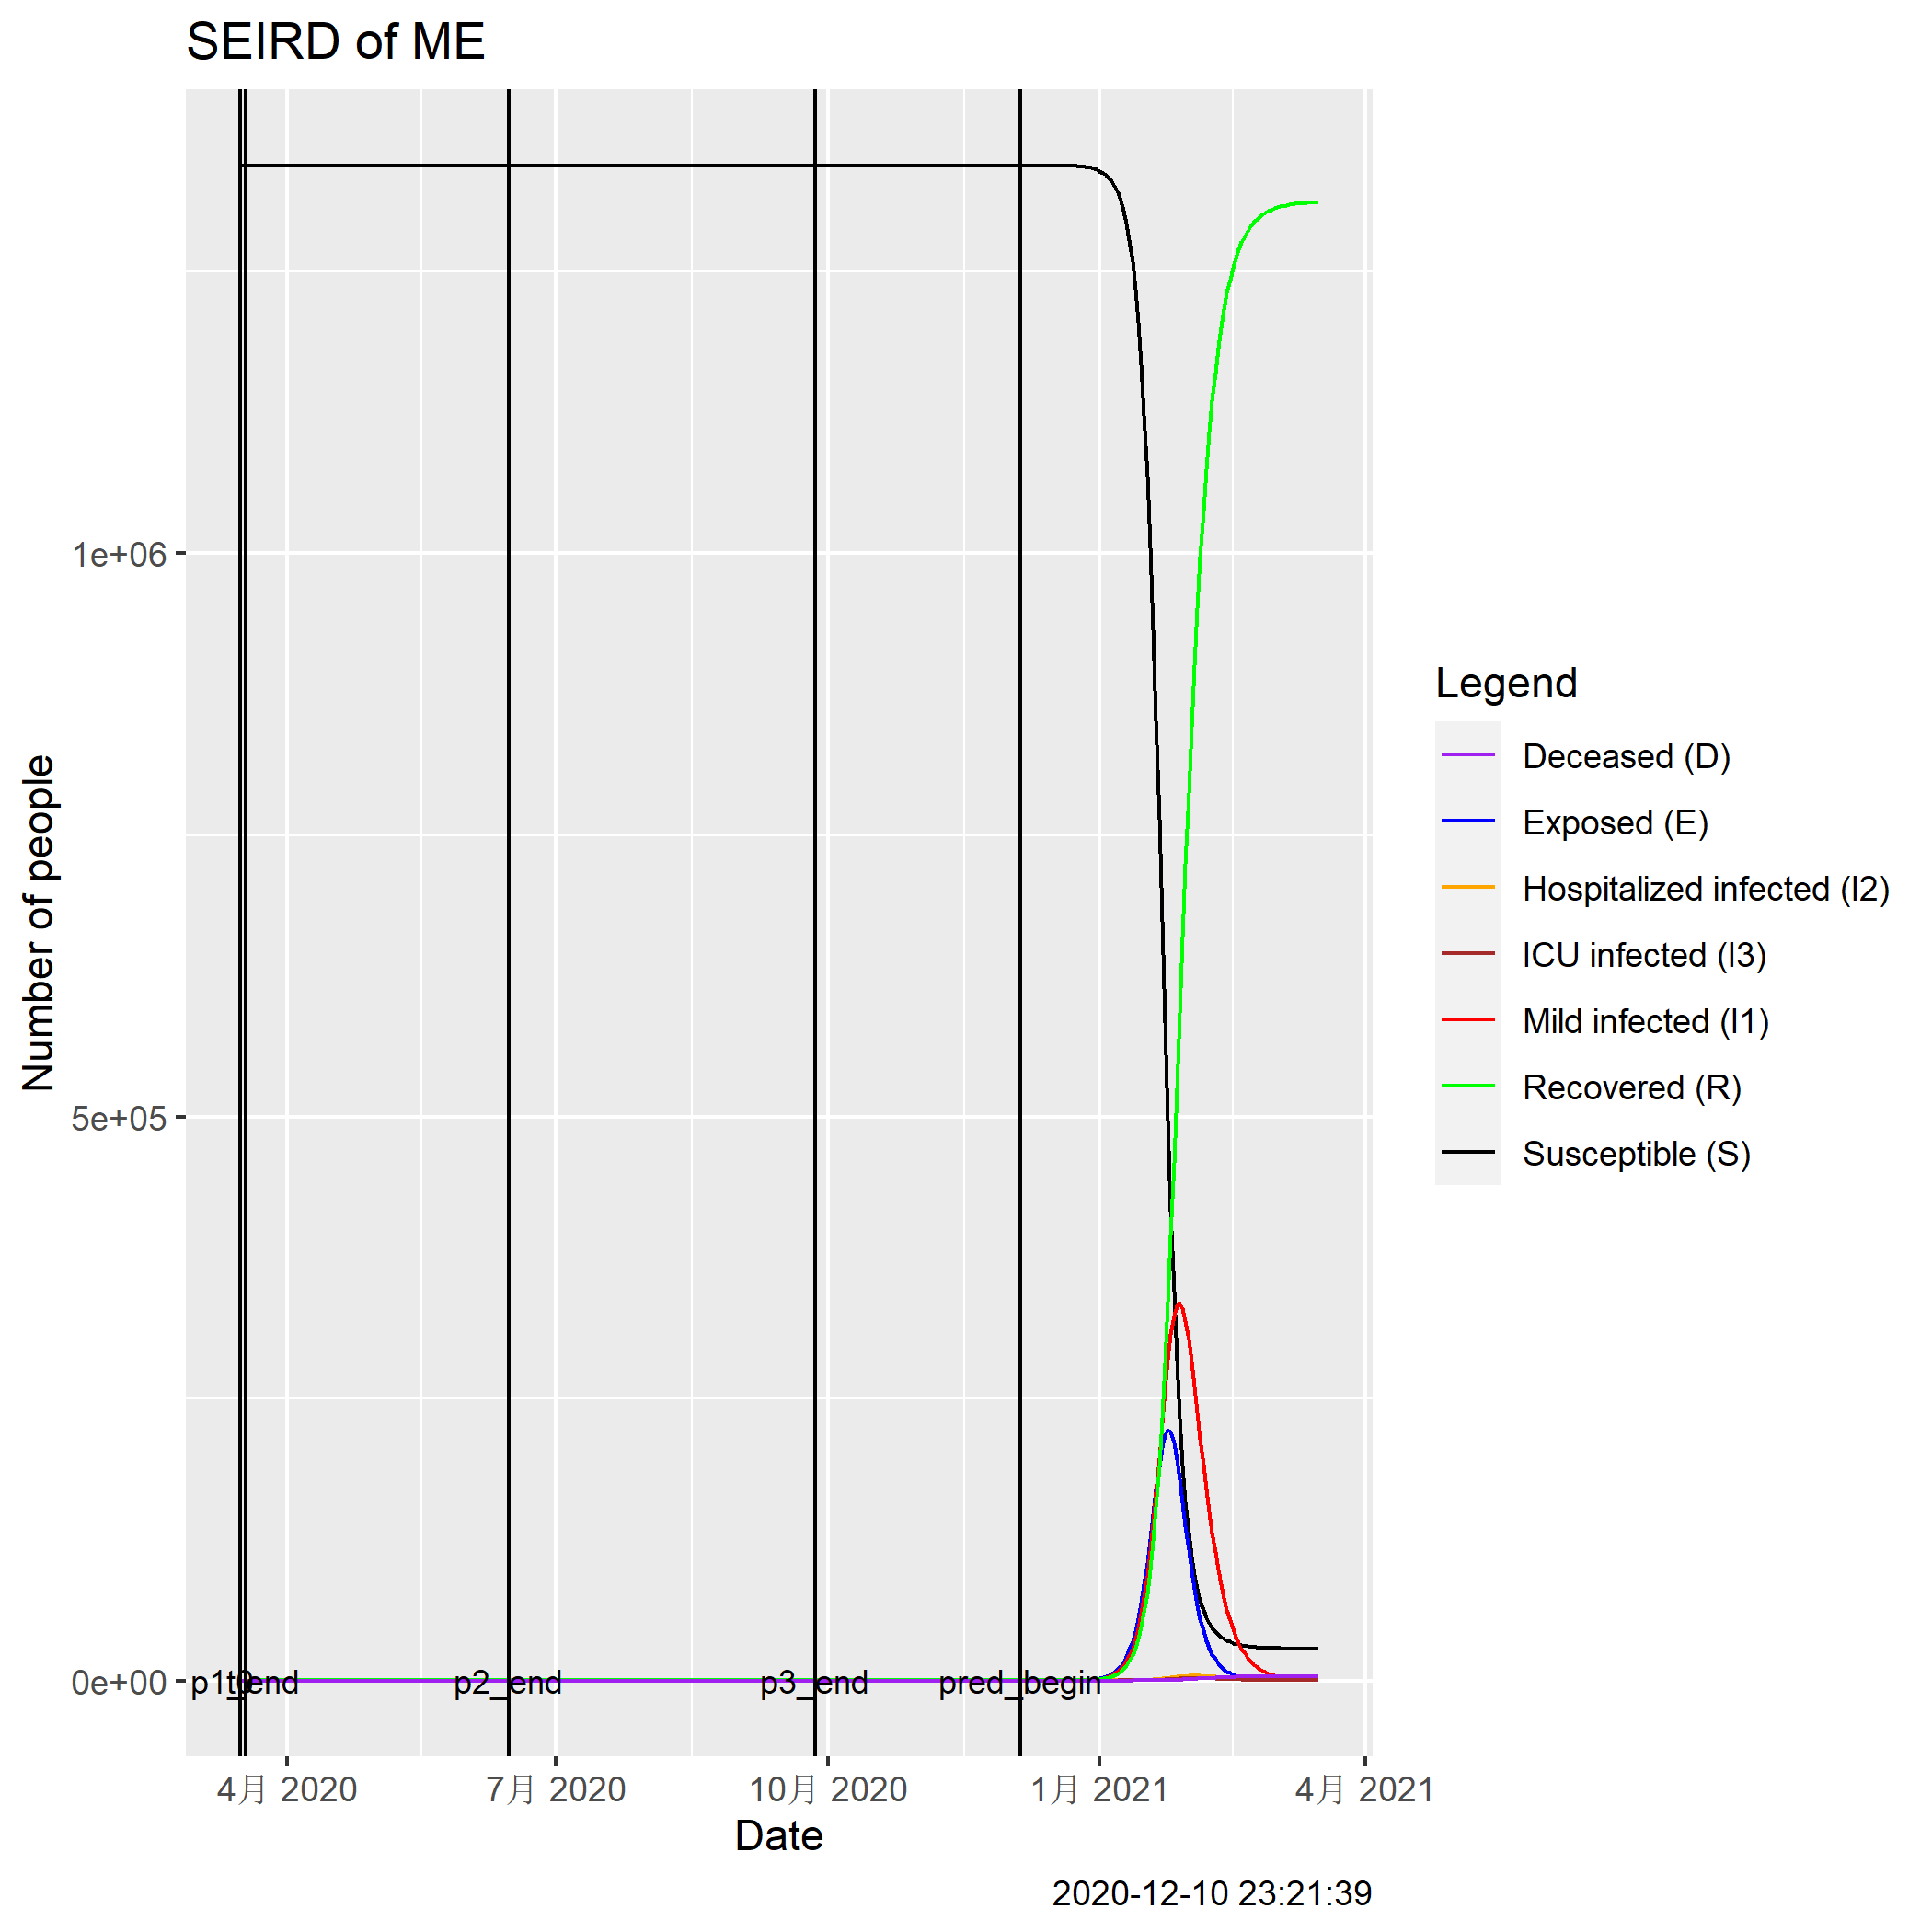 SEIRD of ME
Number of people
1e+06
5e+05
0e+00
p1_end
t0
p2_end
p3_end
pred_begin
4月 2020
7月 2020
10月 2020
1月 2021
4月 2021
Date
Legend
Deceased (D)
Exposed (E)
Hospitalized infected (I2)
ICU infected (I3)
Mild infected (I1)
Recovered (R)
Susceptible (S)
2020-12-10 23:21:39